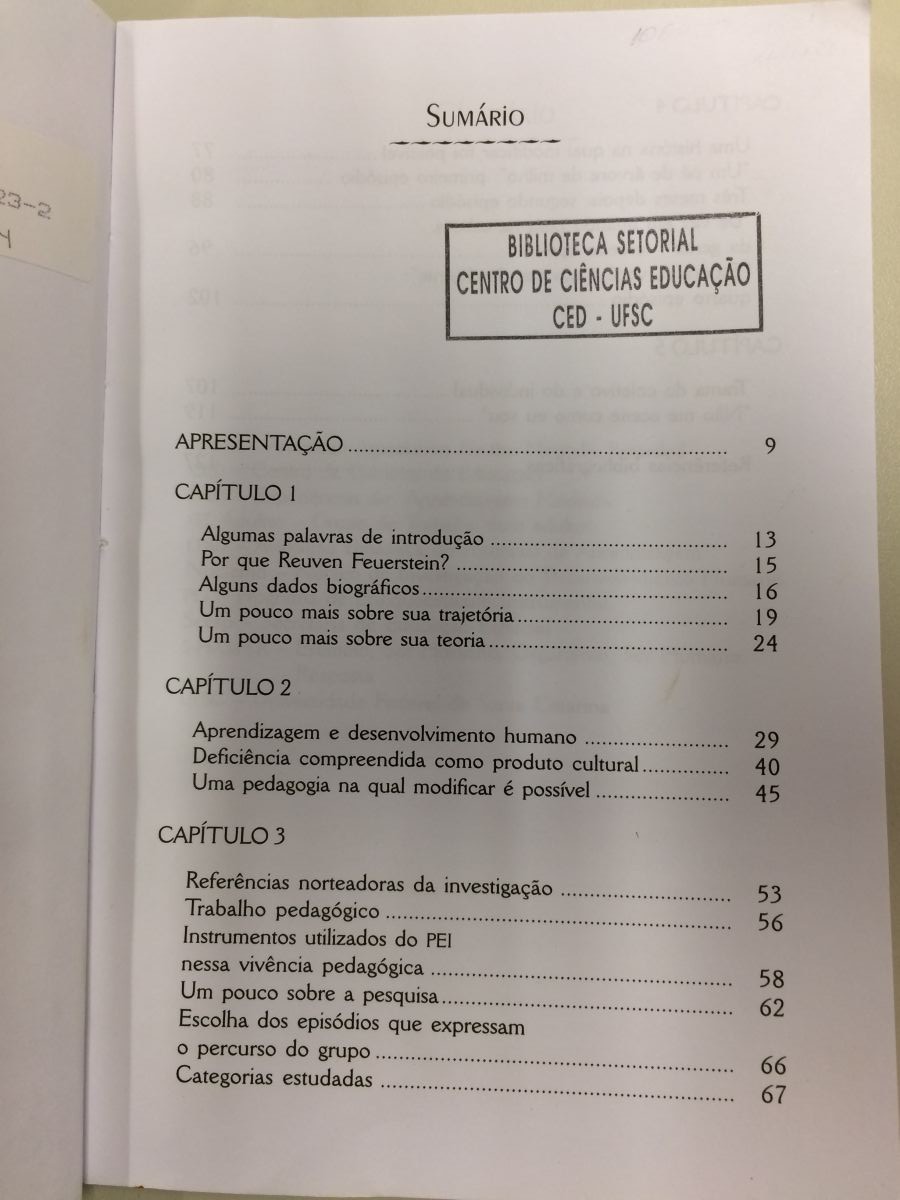 23-2
Sumário
BIBLIOTECA SETORIAL
CENTRO DE CIÊNCIAS EDUCAÇÃO
CED - UFSC
APRESENTAÇÃO ........ 9
CAPÍTULO 1
Algumas palavras de introdução ........ 13
Por que Reuven Feuerstein? ........ 15
Alguns dados biográficos ........ 16
Um pouco mais sobre sua trajetória ........ 19
Um pouco mais sobre sua teoria ........ 24
CAPÍTULO 2
Aprendizagem e desenvolvimento humano ........ 29
Deficiência compreendida como produto cultural ........ 40
Uma pedagogia na qual modificar é possível ........ 45
CAPÍTULO 3
Referências norteadoras da investigação ........ 53
Trabalho pedagógico ........ 56
Instrumentos utilizados do PEI
nessa vivência pedagógica ........ 58
Um pouco sobre a pesquisa ........ 62
Escolha dos episódios que expressam
o percurso do grupo ........ 66
Categorias estudadas ........ 67